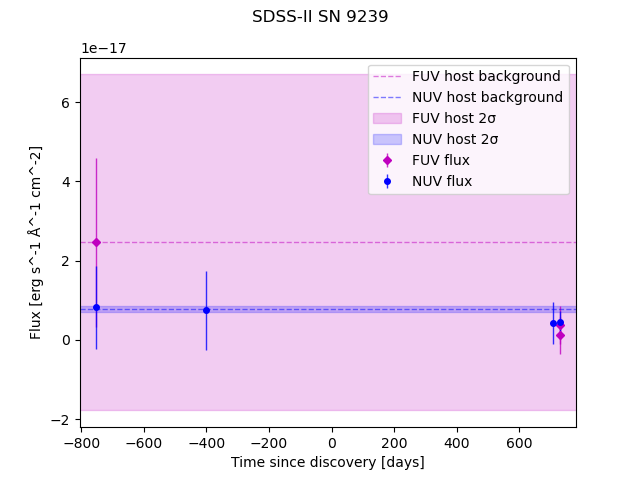 SDSS-II SN 9239
1e−17
FUV host background
NUV host background
FUV host 2σ
NUV host 2σ
FUV flux
NUV flux
6
4
2
0
−2
Flux [erg s^-1 Å^-1 cm^-2]
−800 −600 −400 −200 0 200 400 600
Time since discovery [days]